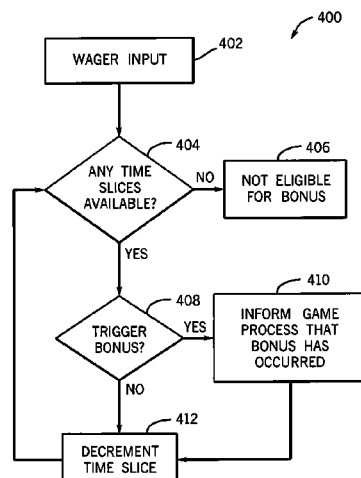 400
WAGER INPUT
402
404
ANY TIME
SLICES
AVAILABLE?
NO
406
NOT ELIGIBLE
FOR BONUS
YES
408
TRIGGER
BONUS?
YES
410
INFORM GAME
PROCESS THAT
BONUS HAS
OCCURRED
NO
412
DECREMENT
TIME SLICE